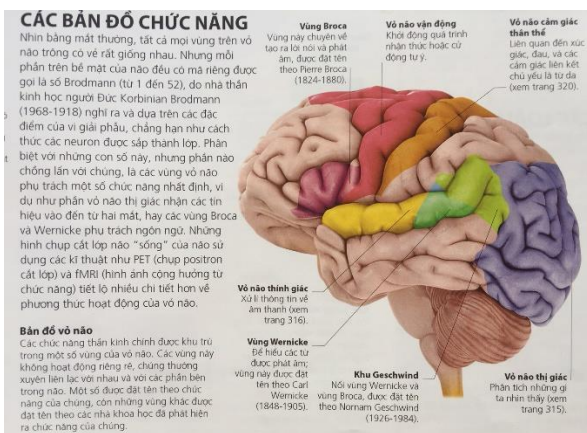 CÁC BẢN ĐỒ CHỨC NĂNG
Nhìn bằng mắt thường, tất cả mọi vùng trên vỏ
não trông có vẻ rất giống nhau. Nhưng mỗi
phần trên bề mặt của não đều có mã riêng được
gọi là số Brodmann (từ 1 đến 52), do nhà thần
kinh học người Đức Korbinian Brodmann
(1968-1918) nghĩ ra và dựa trên các đặc
điểm của vi giải phẫu, chẳng hạn như cách
thức các neuron được sắp thành lớp. Phân
biệt với những con số này, nhưng phần nào
chồng lấn với chúng, là các vùng vỏ não
phụ trách một số chức năng nhất định, ví
dụ như phần vỏ não thị giác nhận các tín
hiệu vào đến từ hai mắt, hay các vùng Broca
và Wernicke phụ trách ngôn ngữ. Những
hình chụp cắt lớp não "sống" của não sử
dụng các kĩ thuật như PET (chụp positron
cắt lớp) và fMRI (hình ảnh cộng hưởng từ
chức năng) tiết lộ nhiều chi tiết hơn về
phương thức hoạt động của vỏ não.
Bản đồ vỏ não
Các chức năng thần kinh chính được khu trú
trong một số vùng của vỏ não. Các vùng này
không hoạt động riêng rẽ, chúng thường
xuyên liên lạc với nhau và với các phần bên
trong não. Một số được đặt tên theo chức
năng của chúng, còn những vùng khác được
đặt tên theo các nhà khoa học đã phát hiện
ra chức năng của chúng.
Vùng Broca
Vùng này chuyên về
tạo ra lời nói và phát
âm, được đặt tên
theo Pierre Broca
(1824-1880).
Vỏ não vận động
Khởi động quá trình
nhận thức hoặc cử
động tự ý.
Vỏ não cảm giác
thân thể
Liên quan đến xúc
giác, đau, và các
cảm giác liên kết
chủ yếu là từ da
(xem trang 320).
Vỏ não thính giác
Xử lí thông tin về
âm thanh (xem
trang 316).
Vùng Wernicke
Để hiểu các từ
được phát âm;
vùng này được đặt
tên theo Carl
Wernicke
(1848-1905).
Khu Geschwind
Nối vùng Wernicke và
vùng Broca, được đặt tên
theo Nornam Geschwind
(1926-1984).
Vỏ não thị giác
Phân tích những gì
ta nhìn thấy (xem
trang 315).